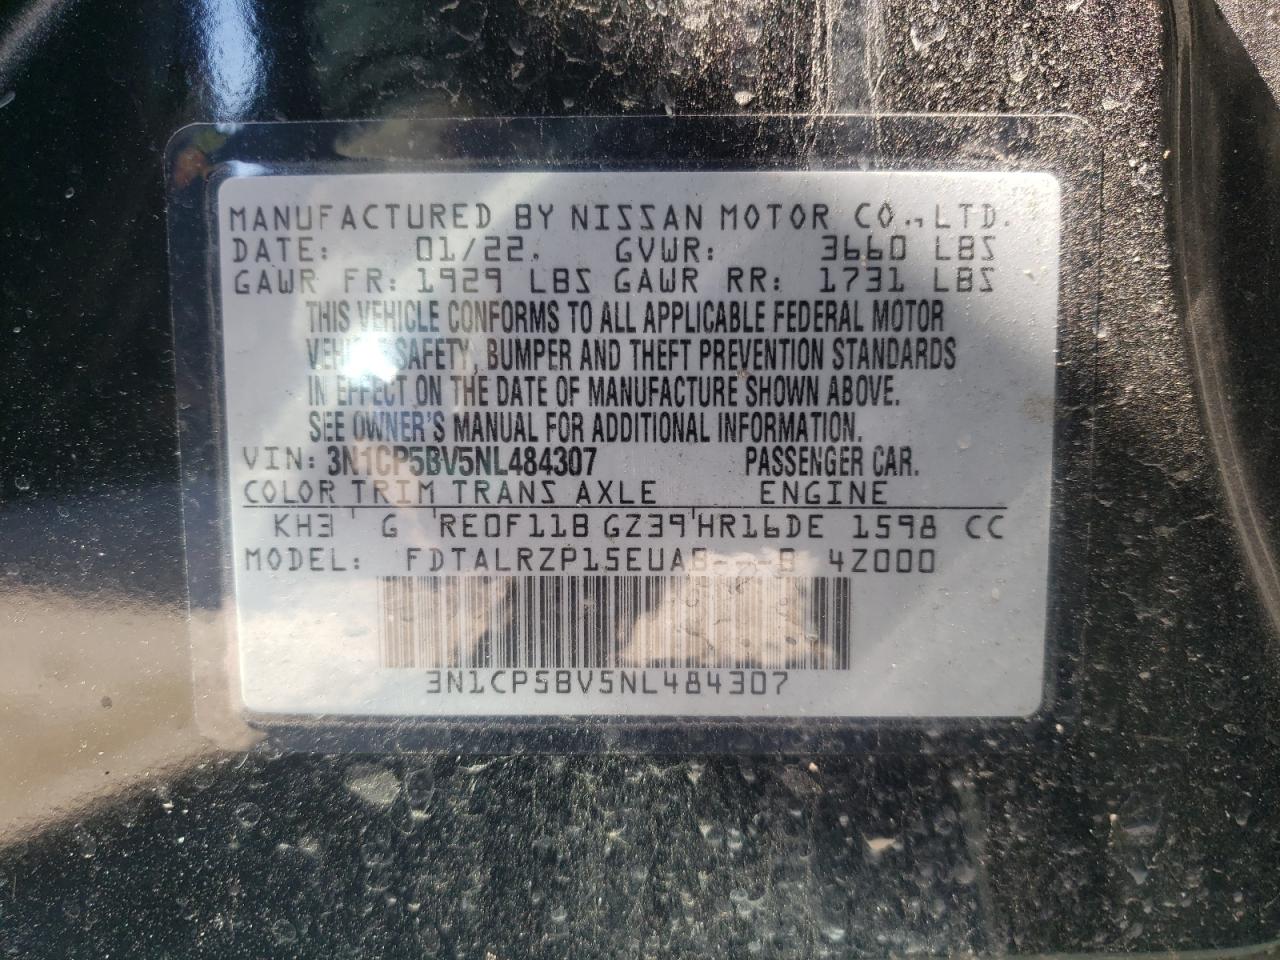 MANUFACTURED BY NISSAN MOTOR CO., LTD.
DATE: 01/22. GVWR: 3660 LBS
GAWR FR: 1929 LBS GAWR RR: 1731 LBS
THIS VEHICLE CONFORMS TO ALL APPLICABLE FEDERAL MOTOR
VEHICLE SAFETY, BUMPER AND THEFT PREVENTION STANDARDS
IN EFFECT ON THE DATE OF MANUFACTURE SHOWN ABOVE.
SEE OWNER'S MANUAL FOR ADDITIONAL INFORMATION.
VIN: 3N1CP5BV5NL484307 PASSENGER CAR.
COLOR TRIM TRANS AXLE ENGINE
KH3 G RE0F11B GZ39 HR16DE 1598 CC
MODEL: FDTALRZP15EUAB---B 4Z000
3N1CP5BV5NL484307